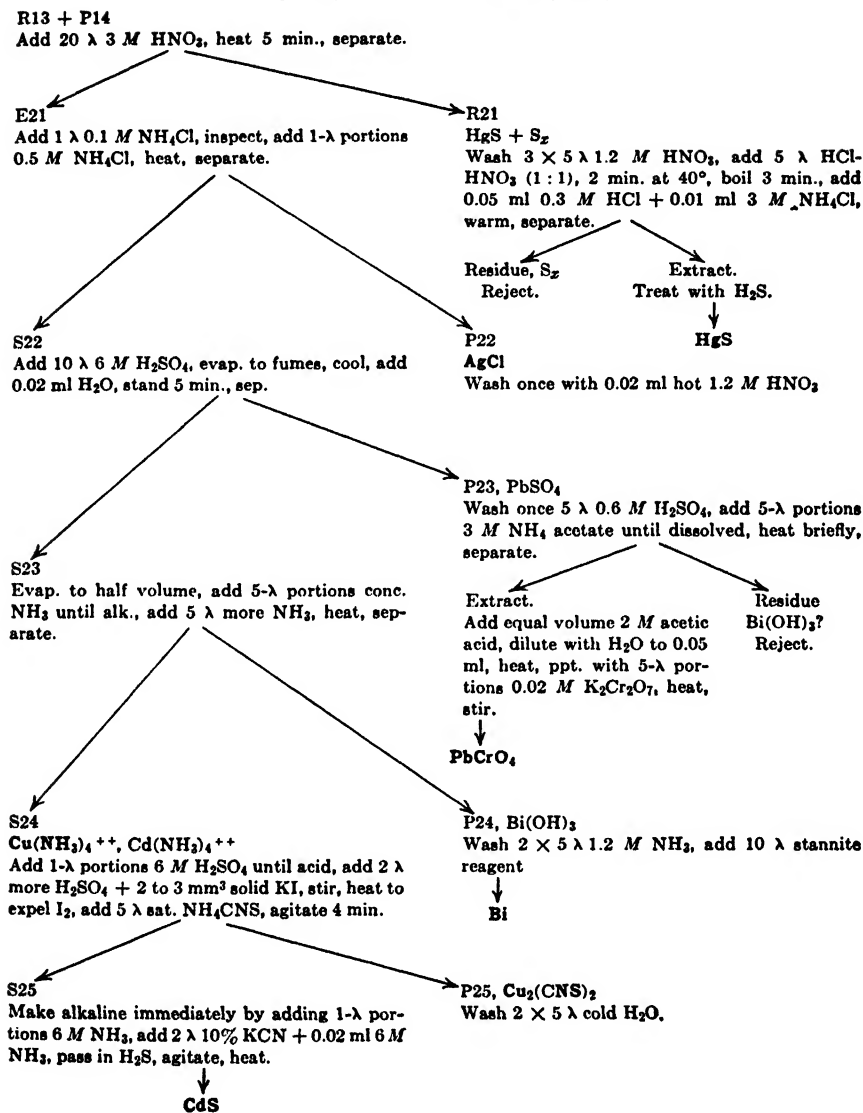 R13 + P14
Add 20 λ 3 M HNO₃, heat 5 min., separate.
E21
Add 1 λ 0.1 M NH₄Cl, inspect, add 1-λ portions
0.5 M NH₄Cl, heat, separate.
R21
HgS + Sₓ
Wash 3 × 5 λ 1.2 M HNO₃, add 5 λ HCl-
HNO₃ (1 : 1), 2 min. at 40°, boil 3 min., add
0.05 ml 0.3 M HCl + 0.01 ml 3 M NH₄Cl,
warm, separate.
Residue, Sₓ
Reject.
Extract.
Treat with H₂S.
HgS
S22
Add 10 λ 6 M H₂SO₄, evap. to fumes, cool, add
0.02 ml H₂O, stand 5 min., sep.
P22
AgCl
Wash once with 0.02 ml hot 1.2 M HNO₃
P23, PbSO₄
Wash once 5 λ 0.6 M H₂SO₄, add 5-λ portions
3 M NH₄ acetate until dissolved, heat briefly,
separate.
S23
Evap. to half volume, add 5-λ portions conc.
NH₃ until alk., add 5 λ more NH₃, heat, sep-
arate.
Extract.
Add equal volume 2 M acetic
acid, dilute with H₂O to 0.05
ml, heat, ppt. with 5-λ por-
tions 0.02 M K₂Cr₂O₇, heat,
stir.
PbCrO₄
Residue
Bi(OH)₃?
Reject.
S24
Cu(NH₃)₄⁺⁺, Cd(NH₃)₄⁺⁺
Add 1-λ portions 6 M H₂SO₄ until acid, add 2 λ
more H₂SO₄ + 2 to 3 mm³ solid KI, stir, heat to
expel I₂, add 5 λ sat. NH₄CNS, agitate 4 min.
P24, Bi(OH)₃
Wash 2 × 5 λ 1.2 M NH₃, add 10 λ stannite
reagent
Bi
S25
Make alkaline immediately by adding 1-λ por-
tions 6 M NH₃, add 2 λ 10% KCN + 0.02 ml 6 M
NH₃, pass in H₂S, agitate, heat.
CdS
P25, Cu₂(CNS)₂
Wash 2 × 5 λ cold H₂O.